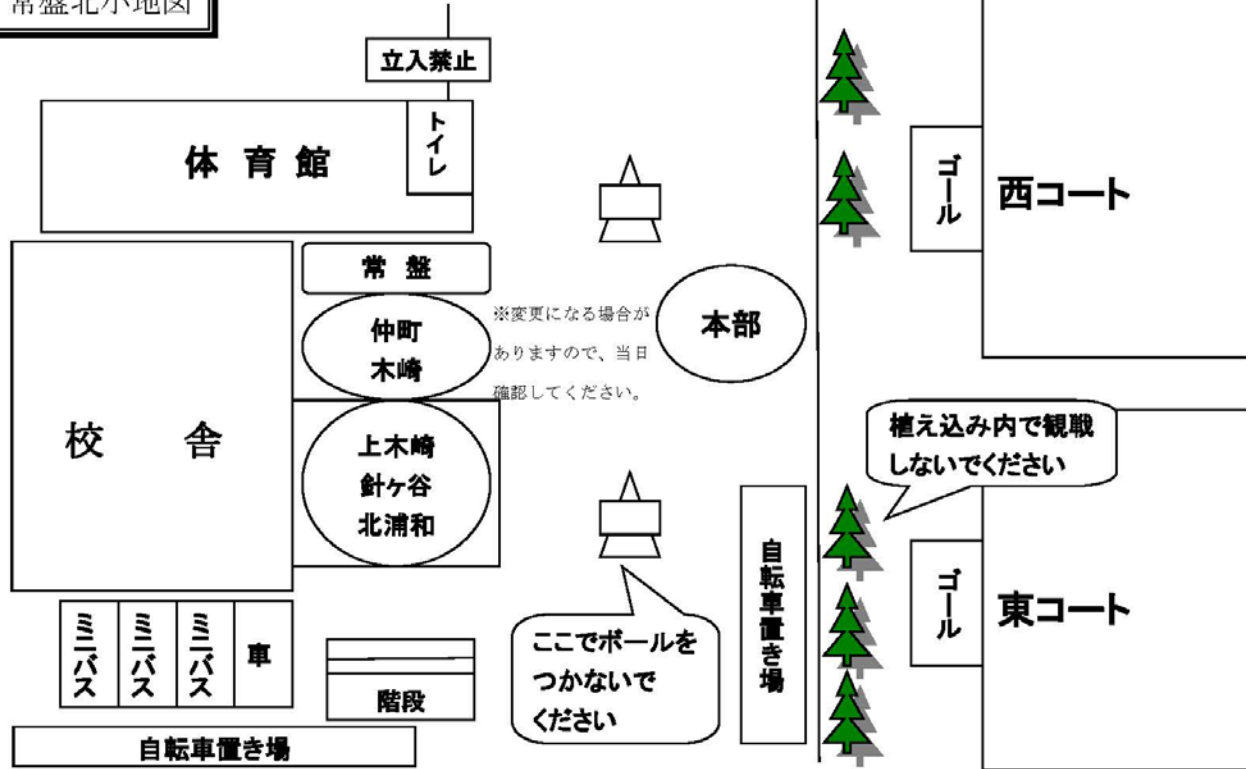 常盤北小地図
立入禁止
体育館
トイレ
ゴール
西コート
常盤
仲町
木崎
※変更になる場合が
ありますので、当日
確認してください。
本部
校舎
上木崎
針ヶ谷
北浦和
植え込み内で観戦
しないでください
自転車置き場
ゴール
東コート
ミニバス
ミニバス
ミニバス
車
階段
ここでボールを
つかないで
ください
自転車置き場